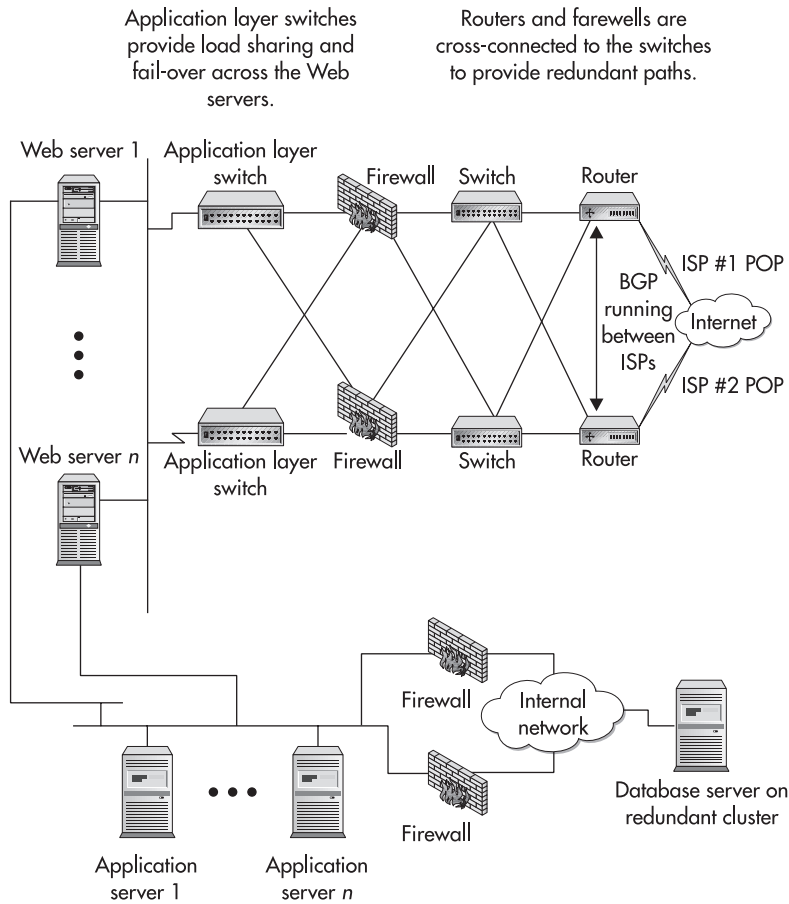 Application layer switches
provide load sharing and
fail-over across the Web
servers.
Routers and farewells are
cross-connected to the switches
to provide redundant paths.
Web server 1
Application layer
switch
Firewall
Switch
Router
ISP #1 POP
BGP
running
between
ISPs
Internet
ISP #2 POP
Web server n
Application layer
switch
Firewall
Switch
Router
Firewall
Internal
network
Firewall
Database server on
redundant cluster
Application
server 1
Application
server n